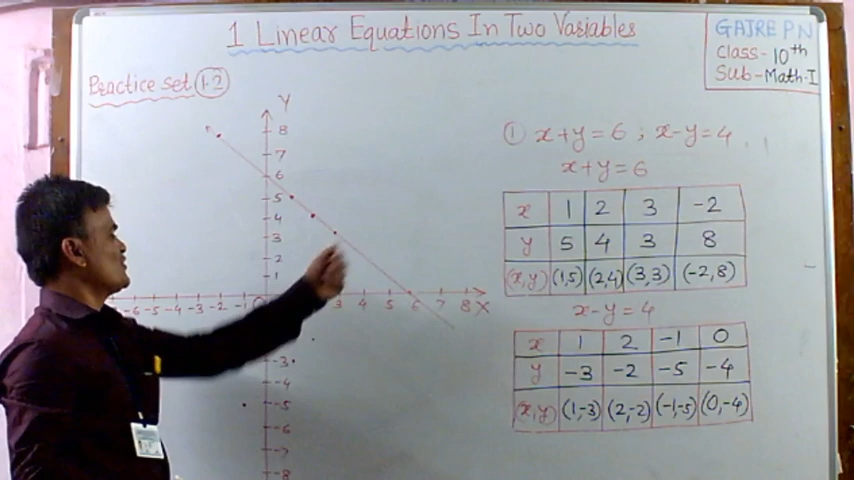 1 Linear Equations In Two Variables
GAJRE P N
Class- 10th
Sub-Math-I
Practice Set 1.2
Y
8
7
6
5
4
3
2
1
-6 -5 -4 -3 -2 -1 O 3 4 5 6 7 8 X
-3
-4
-5
-6
-7
-8
① x+y=6 ; x-y=4
x+y=6
x 1 2 3 -2
y 5 4 3 8
(x,y) (1,5) (2,4) (3,3) (-2,8)
x-y=4
x 1 2 -1 0
y -3 -2 -5 -4
(x,y) (1,-3) (2,-2) (-1,-5) (0,-4)